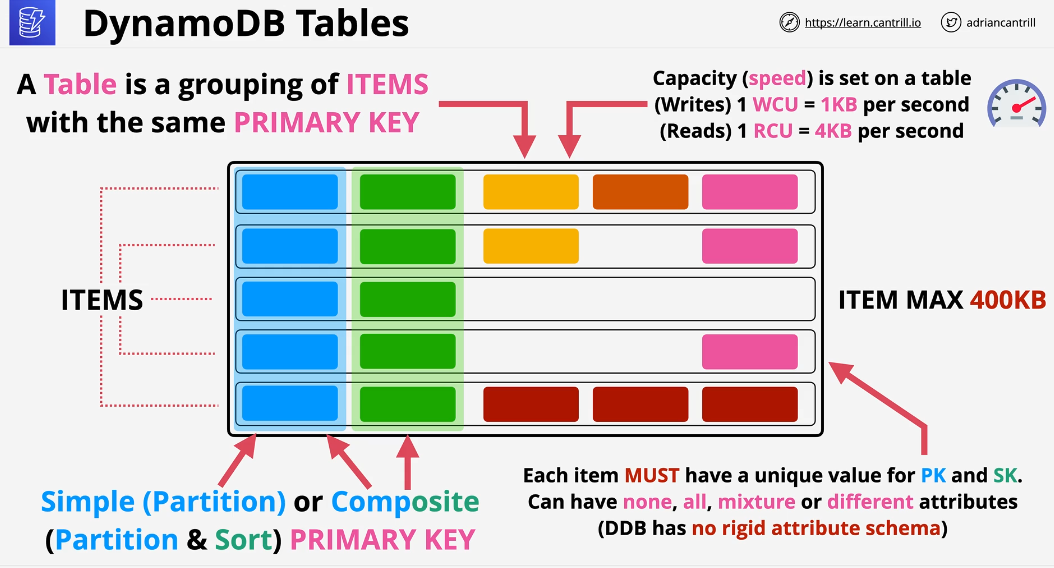 DynamoDB Tables
https://learn.cantrill.io
adriancantrill
A Table is a grouping of ITEMS
with the same PRIMARY KEY
Capacity (speed) is set on a table
(Writes) 1 WCU = 1KB per second
(Reads) 1 RCU = 4KB per second
ITEMS
ITEM MAX 400KB
Simple (Partition) or Composite
(Partition & Sort) PRIMARY KEY
Each item MUST have a unique value for PK and SK.
Can have none, all, mixture or different attributes
(DDB has no rigid attribute schema)